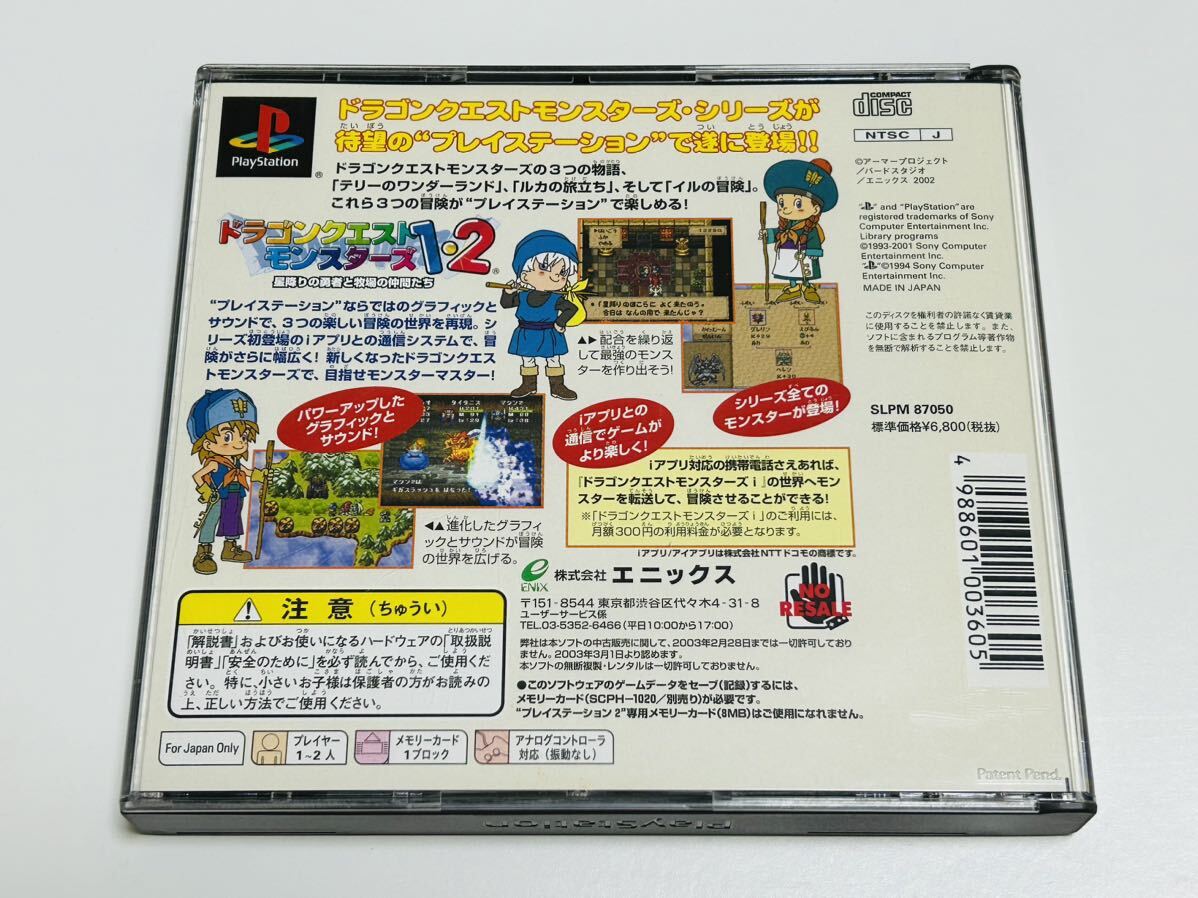 PlayStation
ドラゴンクエストモンスターズ・シリーズが
待望の“プレイステーション”で遂に登場!!
ドラゴンクエストモンスターズの3つの物語、
「テリーのワンダーランド」、「ルカの旅立ち」、そして「イルの冒険」。
これら3つの冒険が“プレイステーション”で楽しめる!
ドラゴンクエスト
モンスターズ1・2
星降りの勇者と牧場の仲間たち
“プレイステーション”ならではのグラフィックと
サウンドで、3つの楽しい冒険の世界を再現。シ
リーズ初登場のiアプリとの通信システムで、冒
険がさらに幅広く!新しくなったドラゴンクエス
トモンスターズで、目指せモンスターマスター!
「星降りのほこらに よく来たのう。
今日は なんの用で 来たんじゃ?
▲▶配合を繰り返
して最強のモンス
ターを作り出そう!
シリーズ全ての
モンスターが登場!
パワーアップした
グラフィックと
サウンド!
iアプリとの
通信でゲームが
より楽しく!
◀▲進化したグラフィ
ックとサウンドが冒険
の世界を広げる。
iアプリ対応の携帯電話さえあれば、
『ドラゴンクエストモンスターズi』の世界へモン
スターを転送して、冒険させることができる!
※「ドラゴンクエストモンスターズi」のご利用には、
月額300円の利用料金が必要となります。
iアプリ/アイアプリは株式会社NTTドコモの商標です。
ENIX
株式会社 エニックス
〒151-8544 東京都渋谷区代々木4-31-8
ユーザーサービス係
TEL.03-5352-6466(平日10:00から17:00)
NO
RESALE
弊社は本ソフトの中古販売に関して、2003年2月28日までは一切許可しており
ません。2003年3月1日より認めます。
本ソフトの無断複製・レンタルは一切許可しておりません。
●このソフトウェアのゲームデータをセーブ(記録)するには、
メモリーカード(SCPH-1020/別売り)が必要です。
“プレイステーション 2”専用メモリーカード(8MB)はご使用になれません。
注意(ちゅうい)
「解説書」およびお使いになるハードウェアの「取扱説
明書」「安全のために」を必ず読んでから、ご使用くだ
さい。特に、小さいお子様は保護者の方がお読みの
上、正しい方法でご使用ください。
For Japan Only
プレイヤー
1~2人
メモリーカード
1ブロック
アナログコントローラ
対応(振動なし)
COMPACT
disc
NTSC J
©アーマープロジェクト
/バードスタジオ
/エニックス 2002
“ ” and “PlayStation” are
registered trademarks of Sony
Computer Entertainment Inc.
Library programs
©1993-2001 Sony Computer
Entertainment Inc.
“ ”©1994 Sony Computer
Entertainment Inc.
MADE IN JAPAN
このディスクを権利者の許諾なく賃貸業
に使用することを禁止します。また、
ソフトに含まれるプログラム等著作物
を無断で解析することも禁止します。
SLPM 87050
標準価格¥6,800(税抜)
4 988601 003605
Patent Pend.
PlayStation